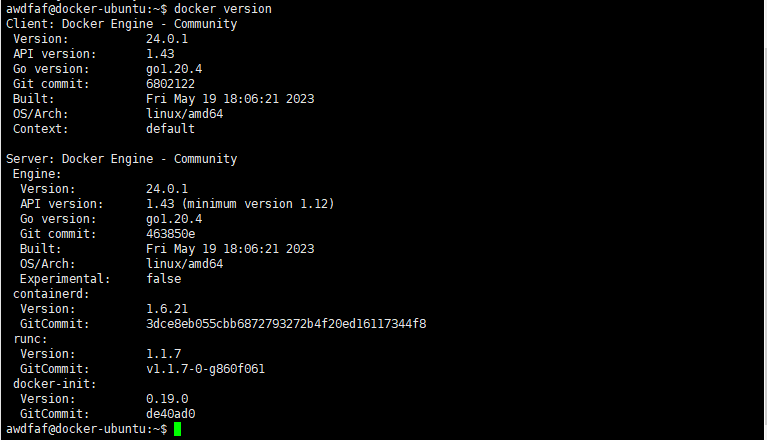 awdfaf@docker-ubuntu:~$ docker version
Client: Docker Engine - Community
 Version:           24.0.1
 API version:       1.43
 Go version:        go1.20.4
 Git commit:        6802122
 Built:             Fri May 19 18:06:21 2023
 OS/Arch:           linux/amd64
 Context:           default

Server: Docker Engine - Community
 Engine:
  Version:          24.0.1
  API version:      1.43 (minimum version 1.12)
  Go version:       go1.20.4
  Git commit:       463850e
  Built:            Fri May 19 18:06:21 2023
  OS/Arch:          linux/amd64
  Experimental:     false
 containerd:
  Version:          1.6.21
  GitCommit:        3dce8eb055cbb6872793272b4f20ed16117344f8
 runc:
  Version:          1.1.7
  GitCommit:        v1.1.7-0-g860f061
 docker-init:
  Version:          0.19.0
  GitCommit:        de40ad0
awdfaf@docker-ubuntu:~$